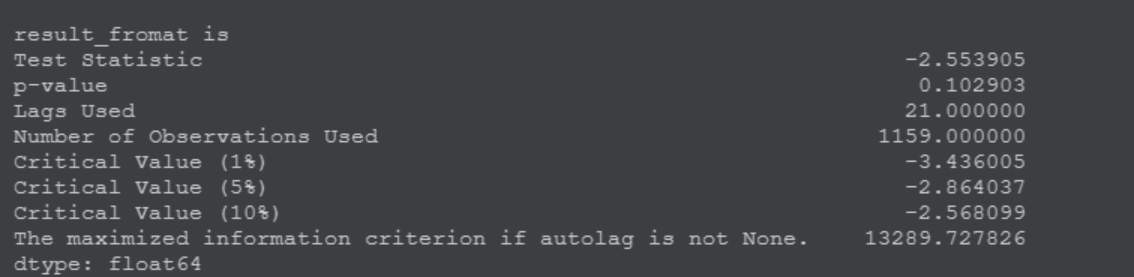 result_fromat is
Test Statistic -2.553905
p-value 0.102903
Lags Used 21.000000
Number of Observations Used 1159.000000
Critical Value (1%) -3.436005
Critical Value (5%) -2.864037
Critical Value (10%) -2.568099
The maximized information criterion if autolag is not None. 13289.727826
dtype: float64